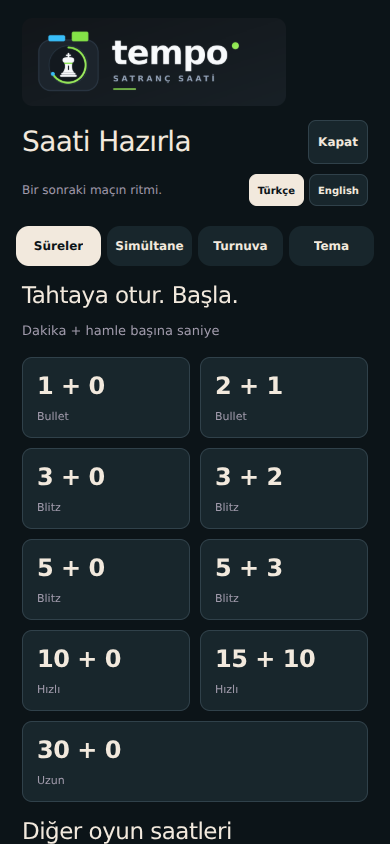 tempo
SATRANÇ SAATİ
Saati Hazırla
Kapat
Bir sonraki maçın ritmi.
Türkçe
English
Süreler
Simültane
Turnuva
Tema
Tahtaya otur. Başla.
Dakika + hamle başına saniye
1 + 0
Bullet
2 + 1
Bullet
3 + 0
Blitz
3 + 2
Blitz
5 + 0
Blitz
5 + 3
Blitz
10 + 0
Hızlı
15 + 10
Hızlı
30 + 0
Uzun
Diğer oyun saatleri